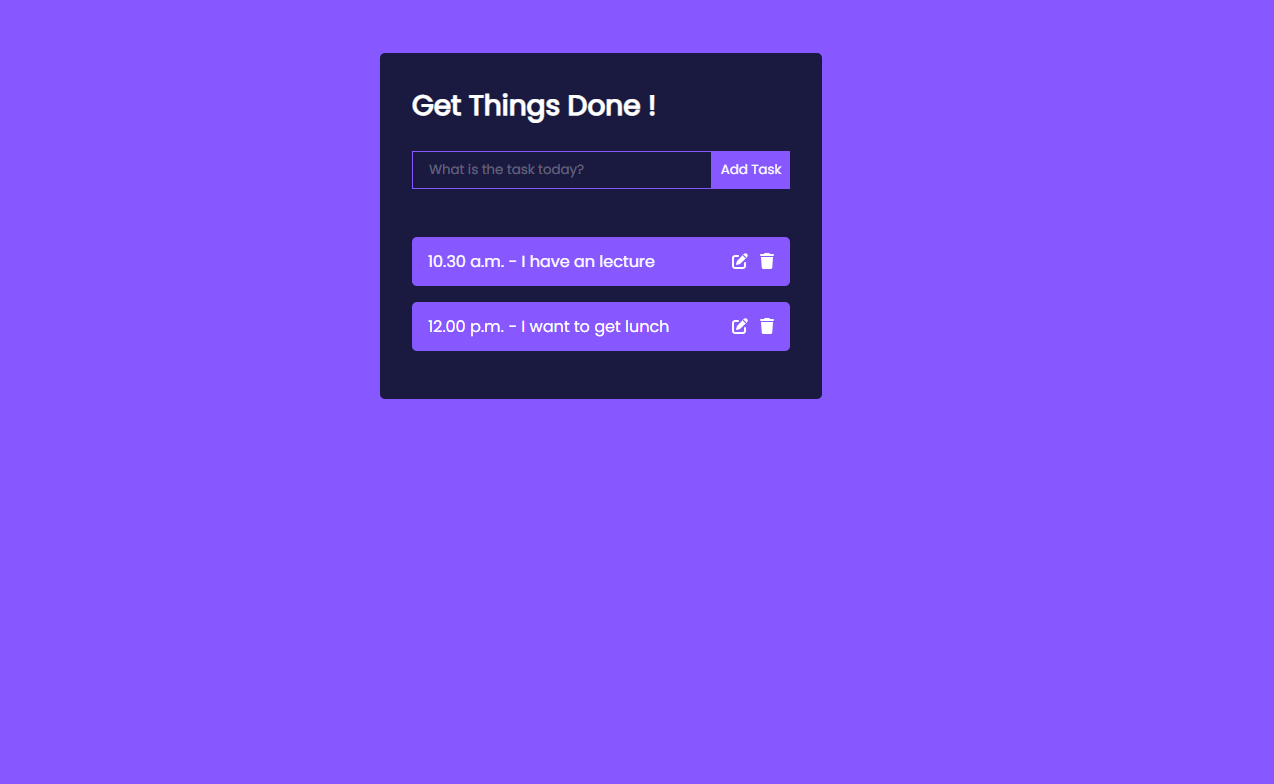 Get Things Done !
What is the task today?
Add Task
10.30 a.m. - I have an lecture
12.00 p.m. - I want to get lunch